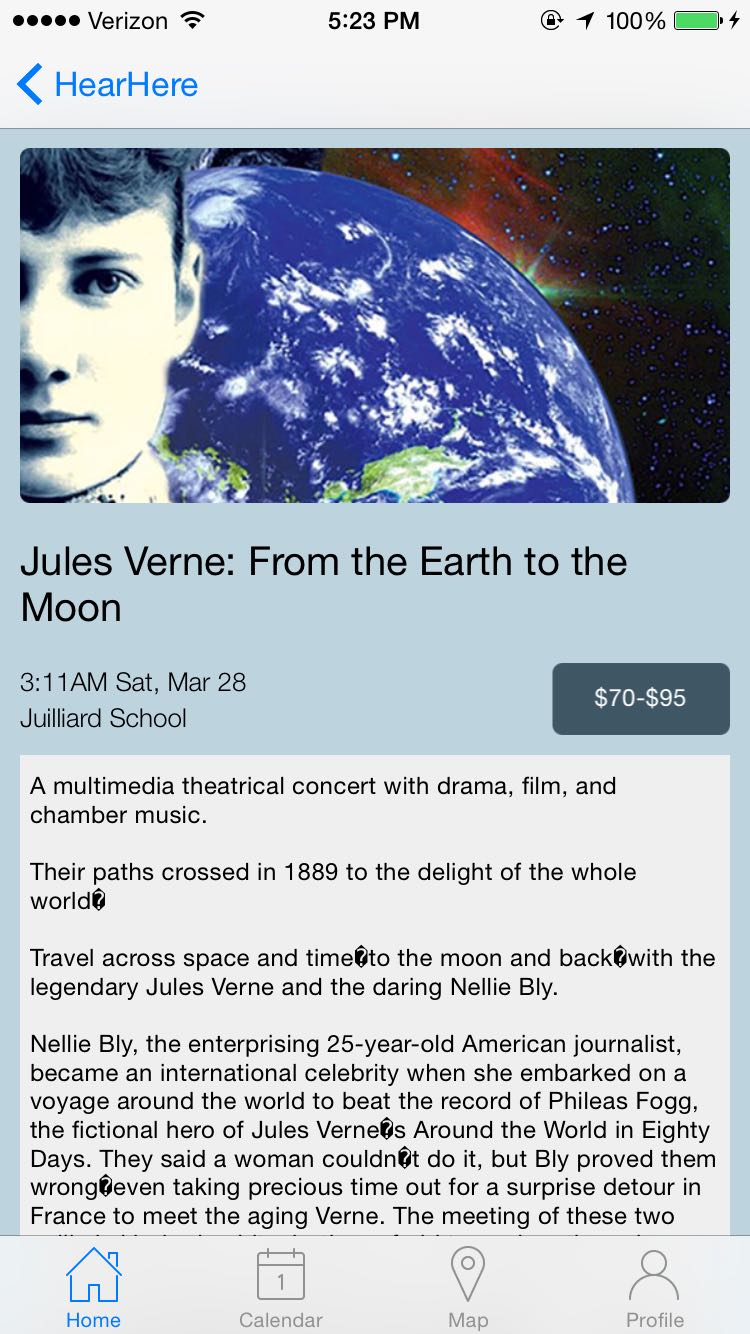 Verizon 5:23 PM 100%
HearHere
Jules Verne: From the Earth to the
Moon
3:11AM Sat, Mar 28
$70-$95
Juilliard School
A multimedia theatrical concert with drama, film, and
chamber music.
Their paths crossed in 1889 to the delight of the whole
world�
Travel across space and time�to the moon and back�with the
legendary Jules Verne and the daring Nellie Bly.
Nellie Bly, the enterprising 25-year-old American journalist,
became an international celebrity when she embarked on a
voyage around the world to beat the record of Phileas Fogg,
the fictional hero of Jules Verne�s Around the World in Eighty
Days. They said a woman couldn�t do it, but Bly proved them
wrong�even taking precious time out for a surprise detour in
France to meet the aging Verne. The meeting of these two
1
Home Calendar Map Profile